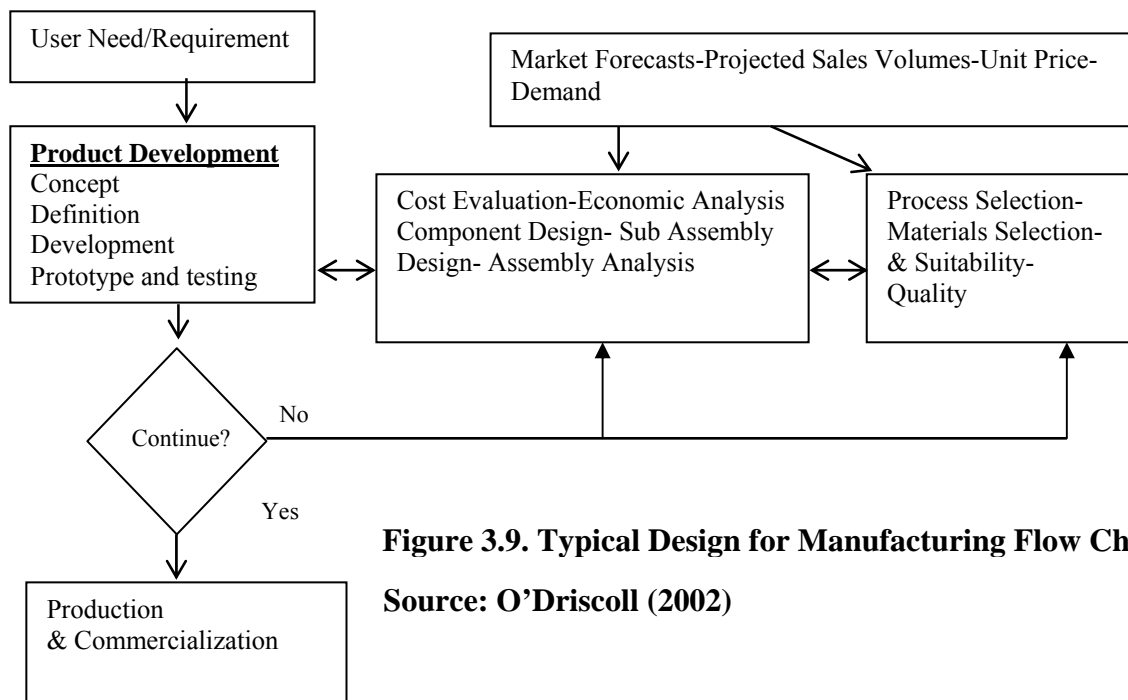 User Need/Requirement
Market Forecasts-Projected Sales Volumes-Unit Price-
Demand
Product Development
Concept
Definition
Development
Prototype and testing
Cost Evaluation-Economic Analysis
Component Design- Sub Assembly
Design- Assembly Analysis
Process Selection-
Materials Selection-
& Suitability-
Quality
Continue?
No
Yes
Figure 3.9. Typical Design for Manufacturing Flow Ch
Source: O’Driscoll (2002)
Production
& Commercialization